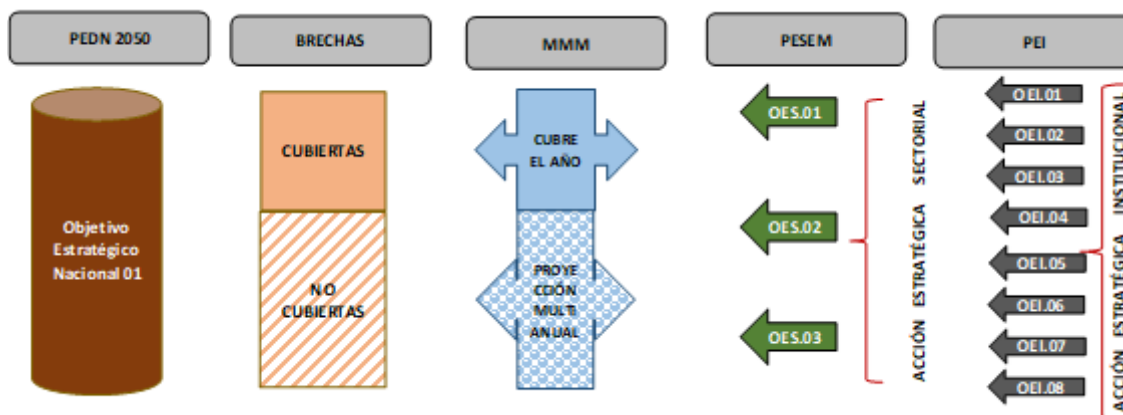 PEDN 2050
BRECHAS
MMM
PESEM
PEI
Objetivo
Estratégico
Nacional 01
CUBIERTAS
NO
CUBIERTAS
CUBRE
EL AÑO
PROYE
CCIÓN
MULTI
ANUAL
OES.01
OES.02
OES.03
ACCIÓN ESTRATÉGICA SECTORIAL
OEI.01
OEI.02
OEI.03
OEI.04
OEI.05
OEI.06
OEI.07
OEI.08
ACCIÓN ESTRATÉGICA INSTITUCIONAL